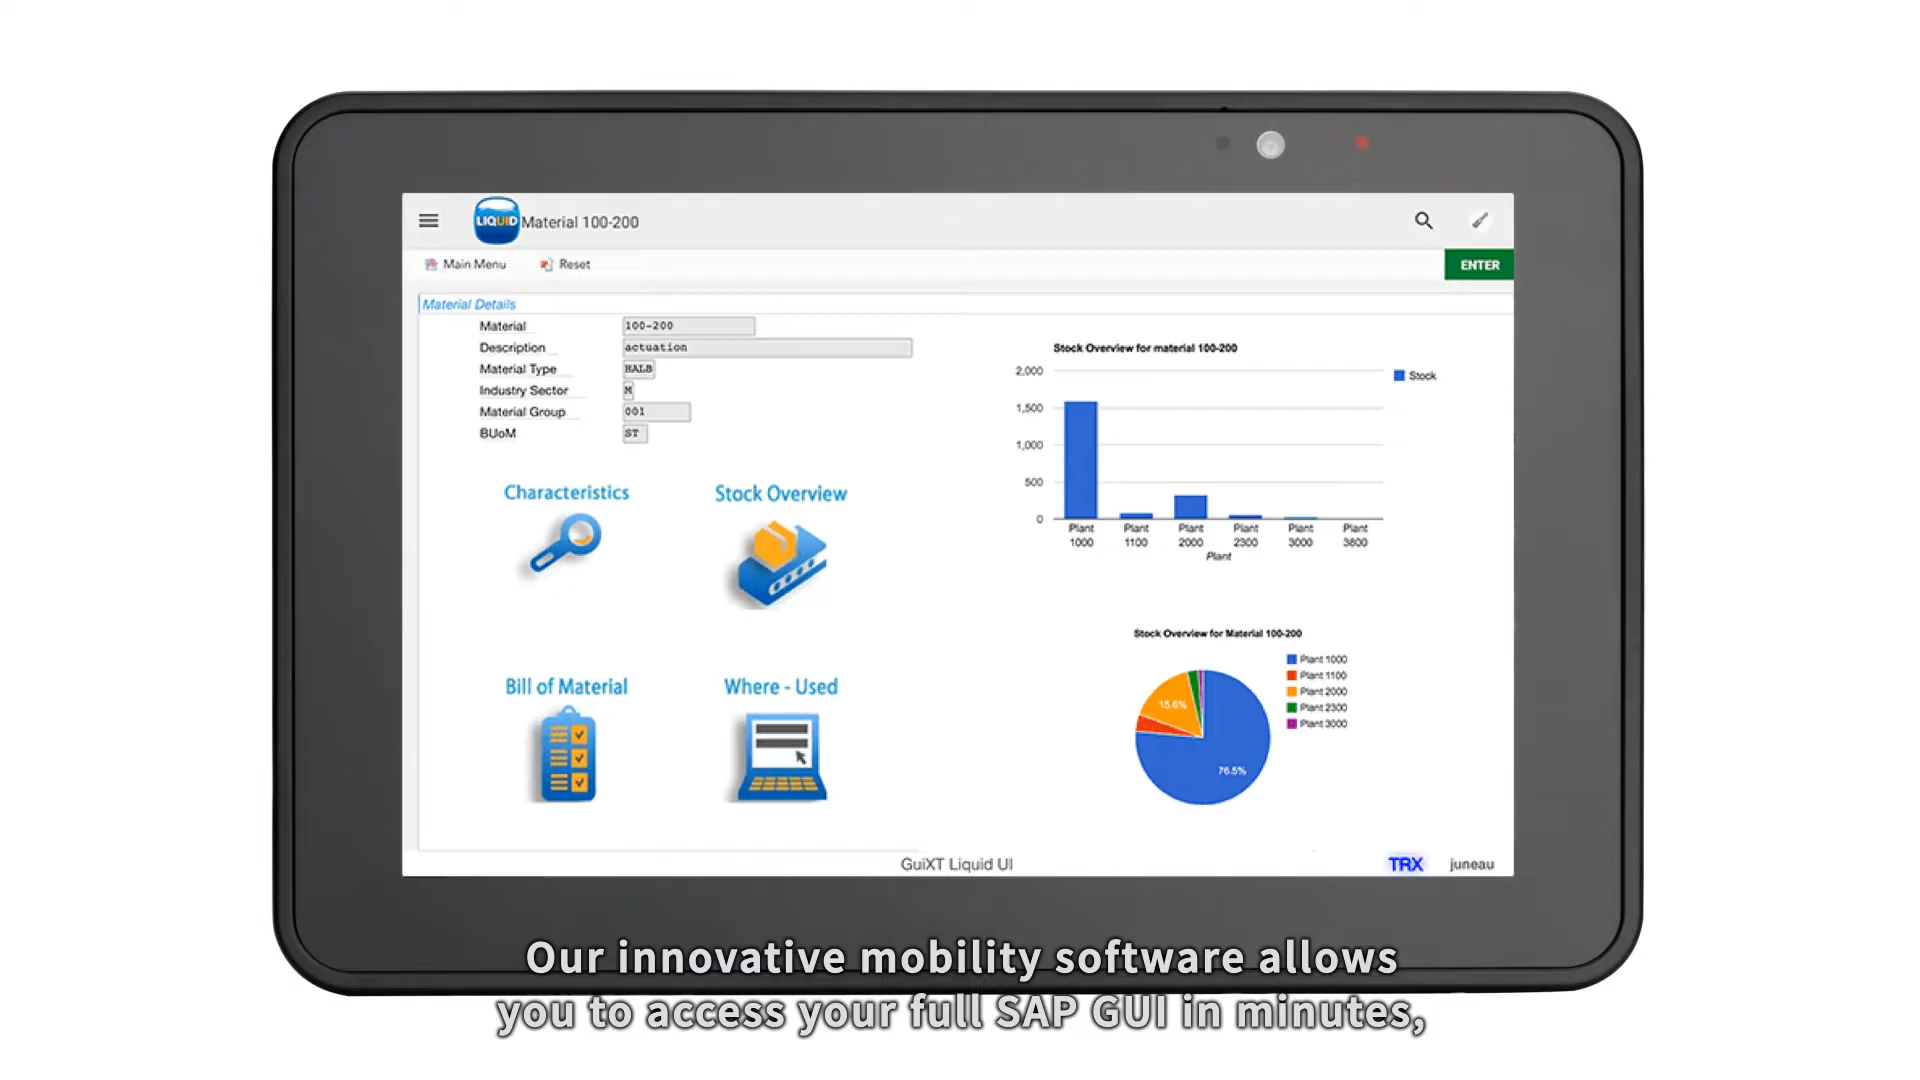 LIQUID Material 100-200
Main Menu Reset ENTER
Material Details
Material 100-200
Description actuation
Material Type HALB
Industry Sector M
Material Group 001
BUoM ST
Characteristics
Stock Overview
Bill of Material
Where - Used
Stock Overview for material 100-200
2,000
1,500
1,000
500
0
Stock
Plant 1000
Plant 1100
Plant 2000
Plant 2300
Plant 3000
Plant 3800
Plant
Stock Overview for Material 100-200
15.6%
76.5%
Plant 1000
Plant 1100
Plant 2000
Plant 2300
Plant 3000
GuiXT Liquid UI
TRX juneau
Our innovative mobility software allows
you to access your full SAP GUI in minutes,